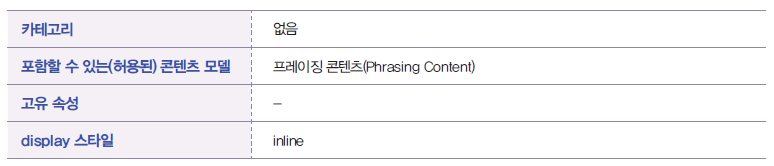 카테고리 없음
포함할 수 있는(허용된) 콘텐츠 모델 프레이징 콘텐츠(Phrasing Content)
고유 속성 –
display 스타일 inline